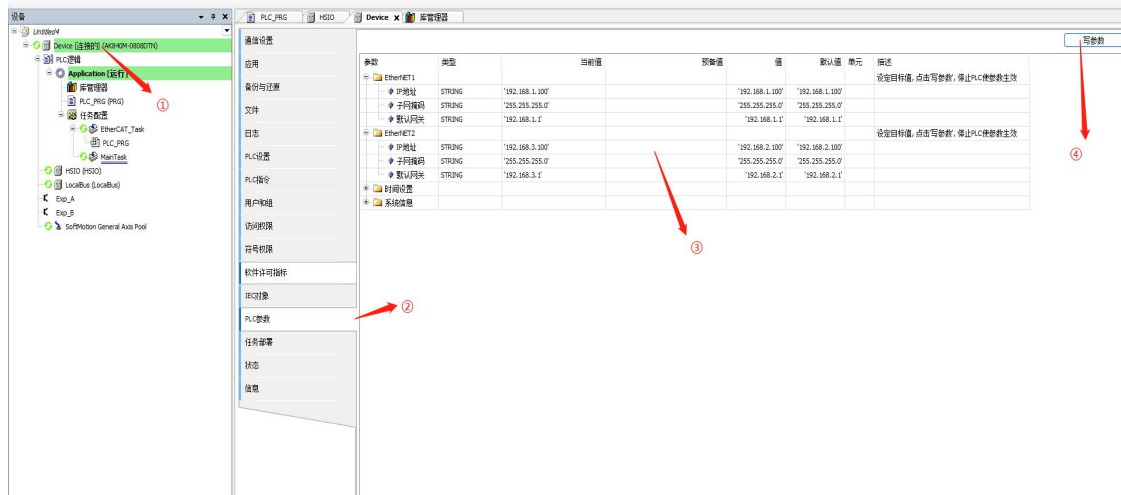 设备
PLC_PRG
HSIO
Device
库管理器
Untitled4
Device [连接的] (AK840M-0808DTN)
PLC逻辑
Application [运行]
库管理器
PLC_PRG (PRG)
任务配置
EtherCAT_Task
PLC_PRG
MainTask
HSIO (HSIO)
LocalBus (LocalBus)
Exp_A
Exp_B
SoftMotion General Axis Pool
①
通信设置
应用
备份与还原
文件
日志
PLC设置
PLC指令
用户和组
访问权限
符号权限
软件许可指标
IEC对象
PLC参数
任务部署
状态
信息
②
写参数
参数 类型 当前值 预备值 值 默认值 单元 描述
EtherNET1 设定目标值, 点击写参数, 停止PLC使参数生效
IP地址 STRING '192.168.1.100' '192.168.1.100' '192.168.1.100'
子网掩码 STRING '255.255.255.0' '255.255.255.0' '255.255.255.0'
默认网关 STRING '192.168.1.1' '192.168.1.1' '192.168.1.1'
EtherNET2 设定目标值, 点击写参数, 停止PLC使参数生效
IP地址 STRING '192.168.3.100' '192.168.2.100' '192.168.2.100'
子网掩码 STRING '255.255.255.0' '255.255.255.0' '255.255.255.0'
默认网关 STRING '192.168.3.1' '192.168.2.1' '192.168.2.1'
时间设置
系统信息
③
④